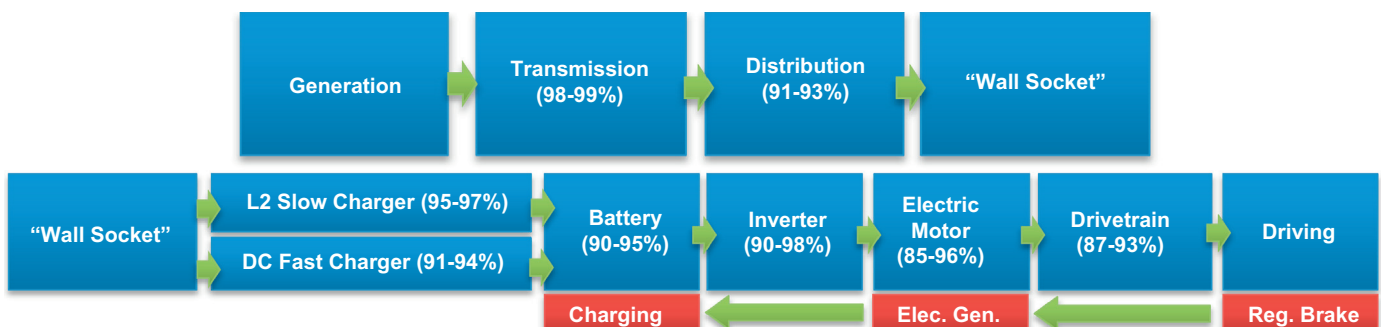 Generation
Transmission
(98-99%)
Distribution
(91-93%)
“Wall Socket”
“Wall Socket”
L2 Slow Charger (95-97%)
DC Fast Charger (91-94%)
Battery
(90-95%)
Inverter
(90-98%)
Electric
Motor
(85-96%)
Drivetrain
(87-93%)
Driving
Charging
Elec. Gen.
Reg. Brake